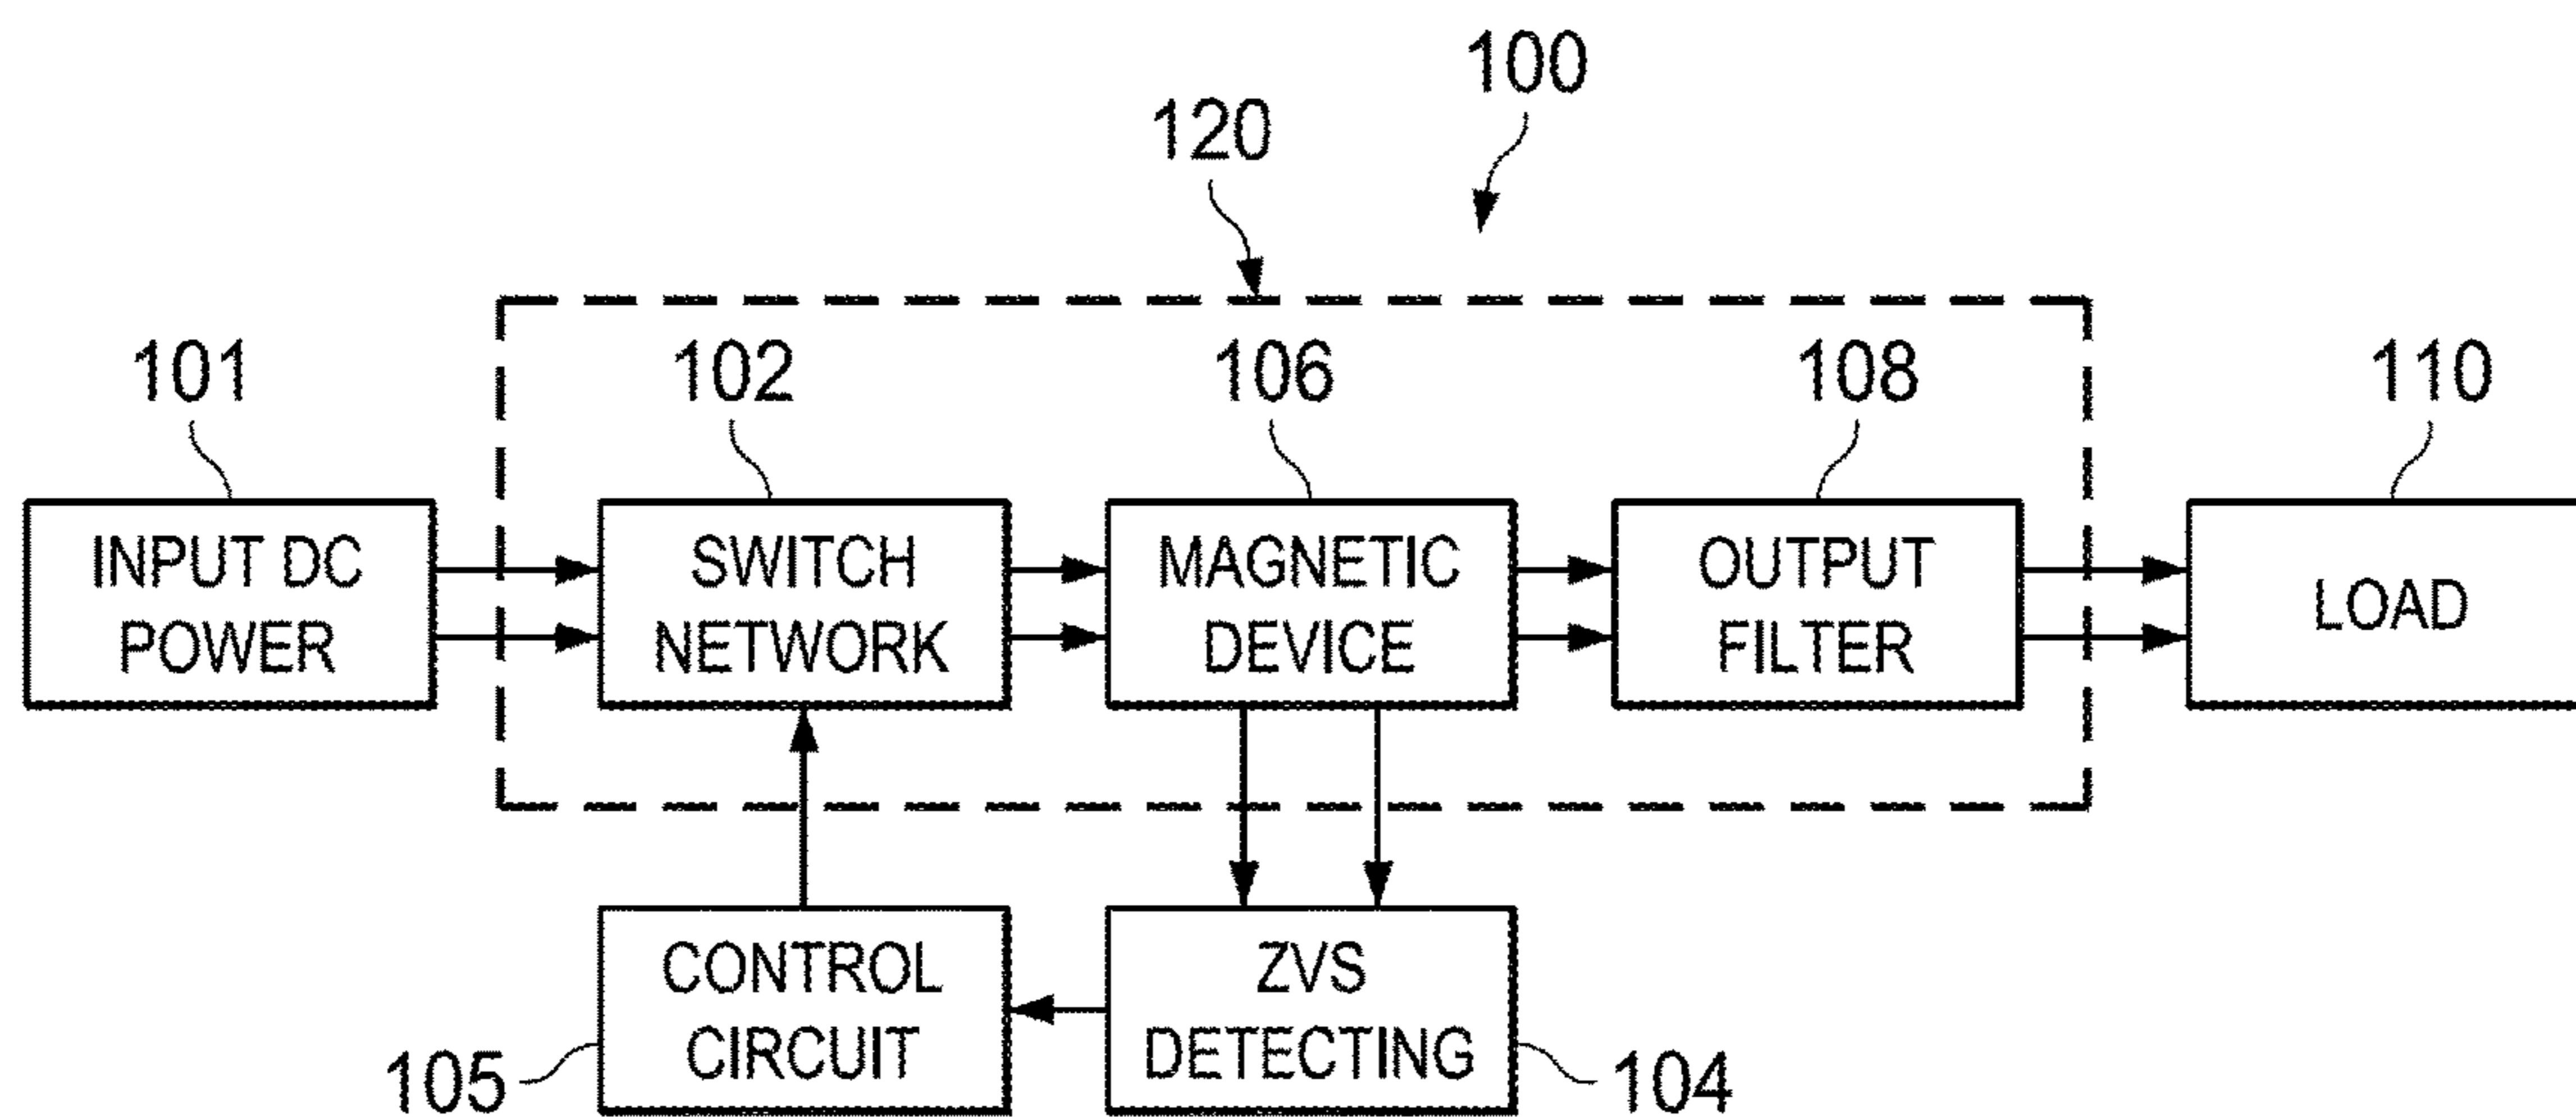 100
120
101
102
106
108
110
INPUT DC
POWER
SWITCH
NETWORK
MAGNETIC
DEVICE
OUTPUT
FILTER
LOAD
CONTROL
CIRCUIT
ZVS
DETECTING
105
104